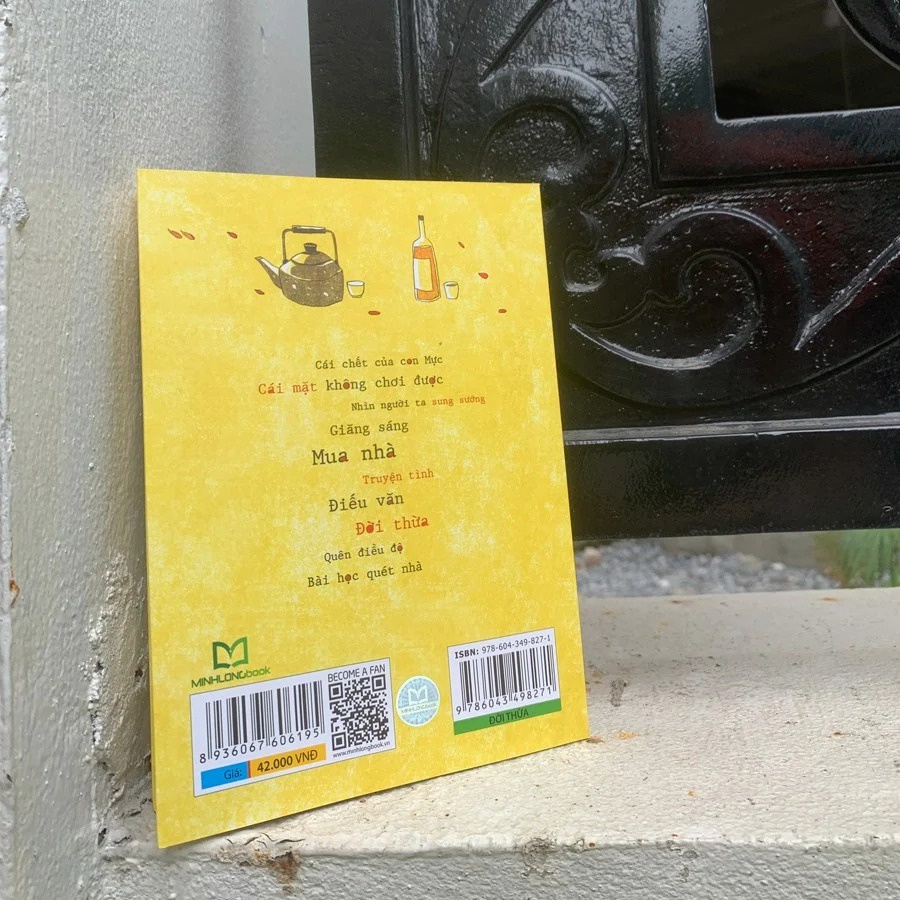 Cái chết của con Mực
Cái mặt không chơi được
Nhìn người ta sung sướng
Giăng sáng
Mua nhà
Truyện tình
Điếu văn
Đời thừa
Quên điều độ
Bài học quét nhà
MINHLONGbook
BECOME A FAN
8 936067 606195
www.minhlongbook.vn
Giá: 42.000 VNĐ
MINHLONGbook
ISBN: 978-604-349-827-1
9 786043 498271
ĐỜI THỪA